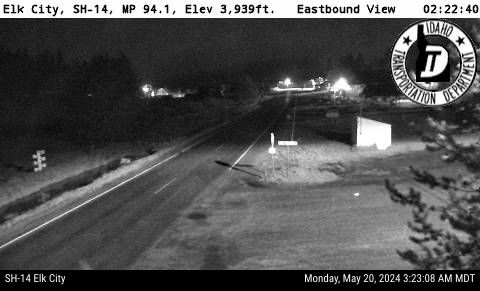 Elk City, SH-14, MP 94.1, Elev 3,939ft. Eastbound View 02:22:40
IDAHO
TRANSPORTATION DEPARTMENT
SH-14 Elk City Monday, May 20, 2024 3:23:08 AM MDT